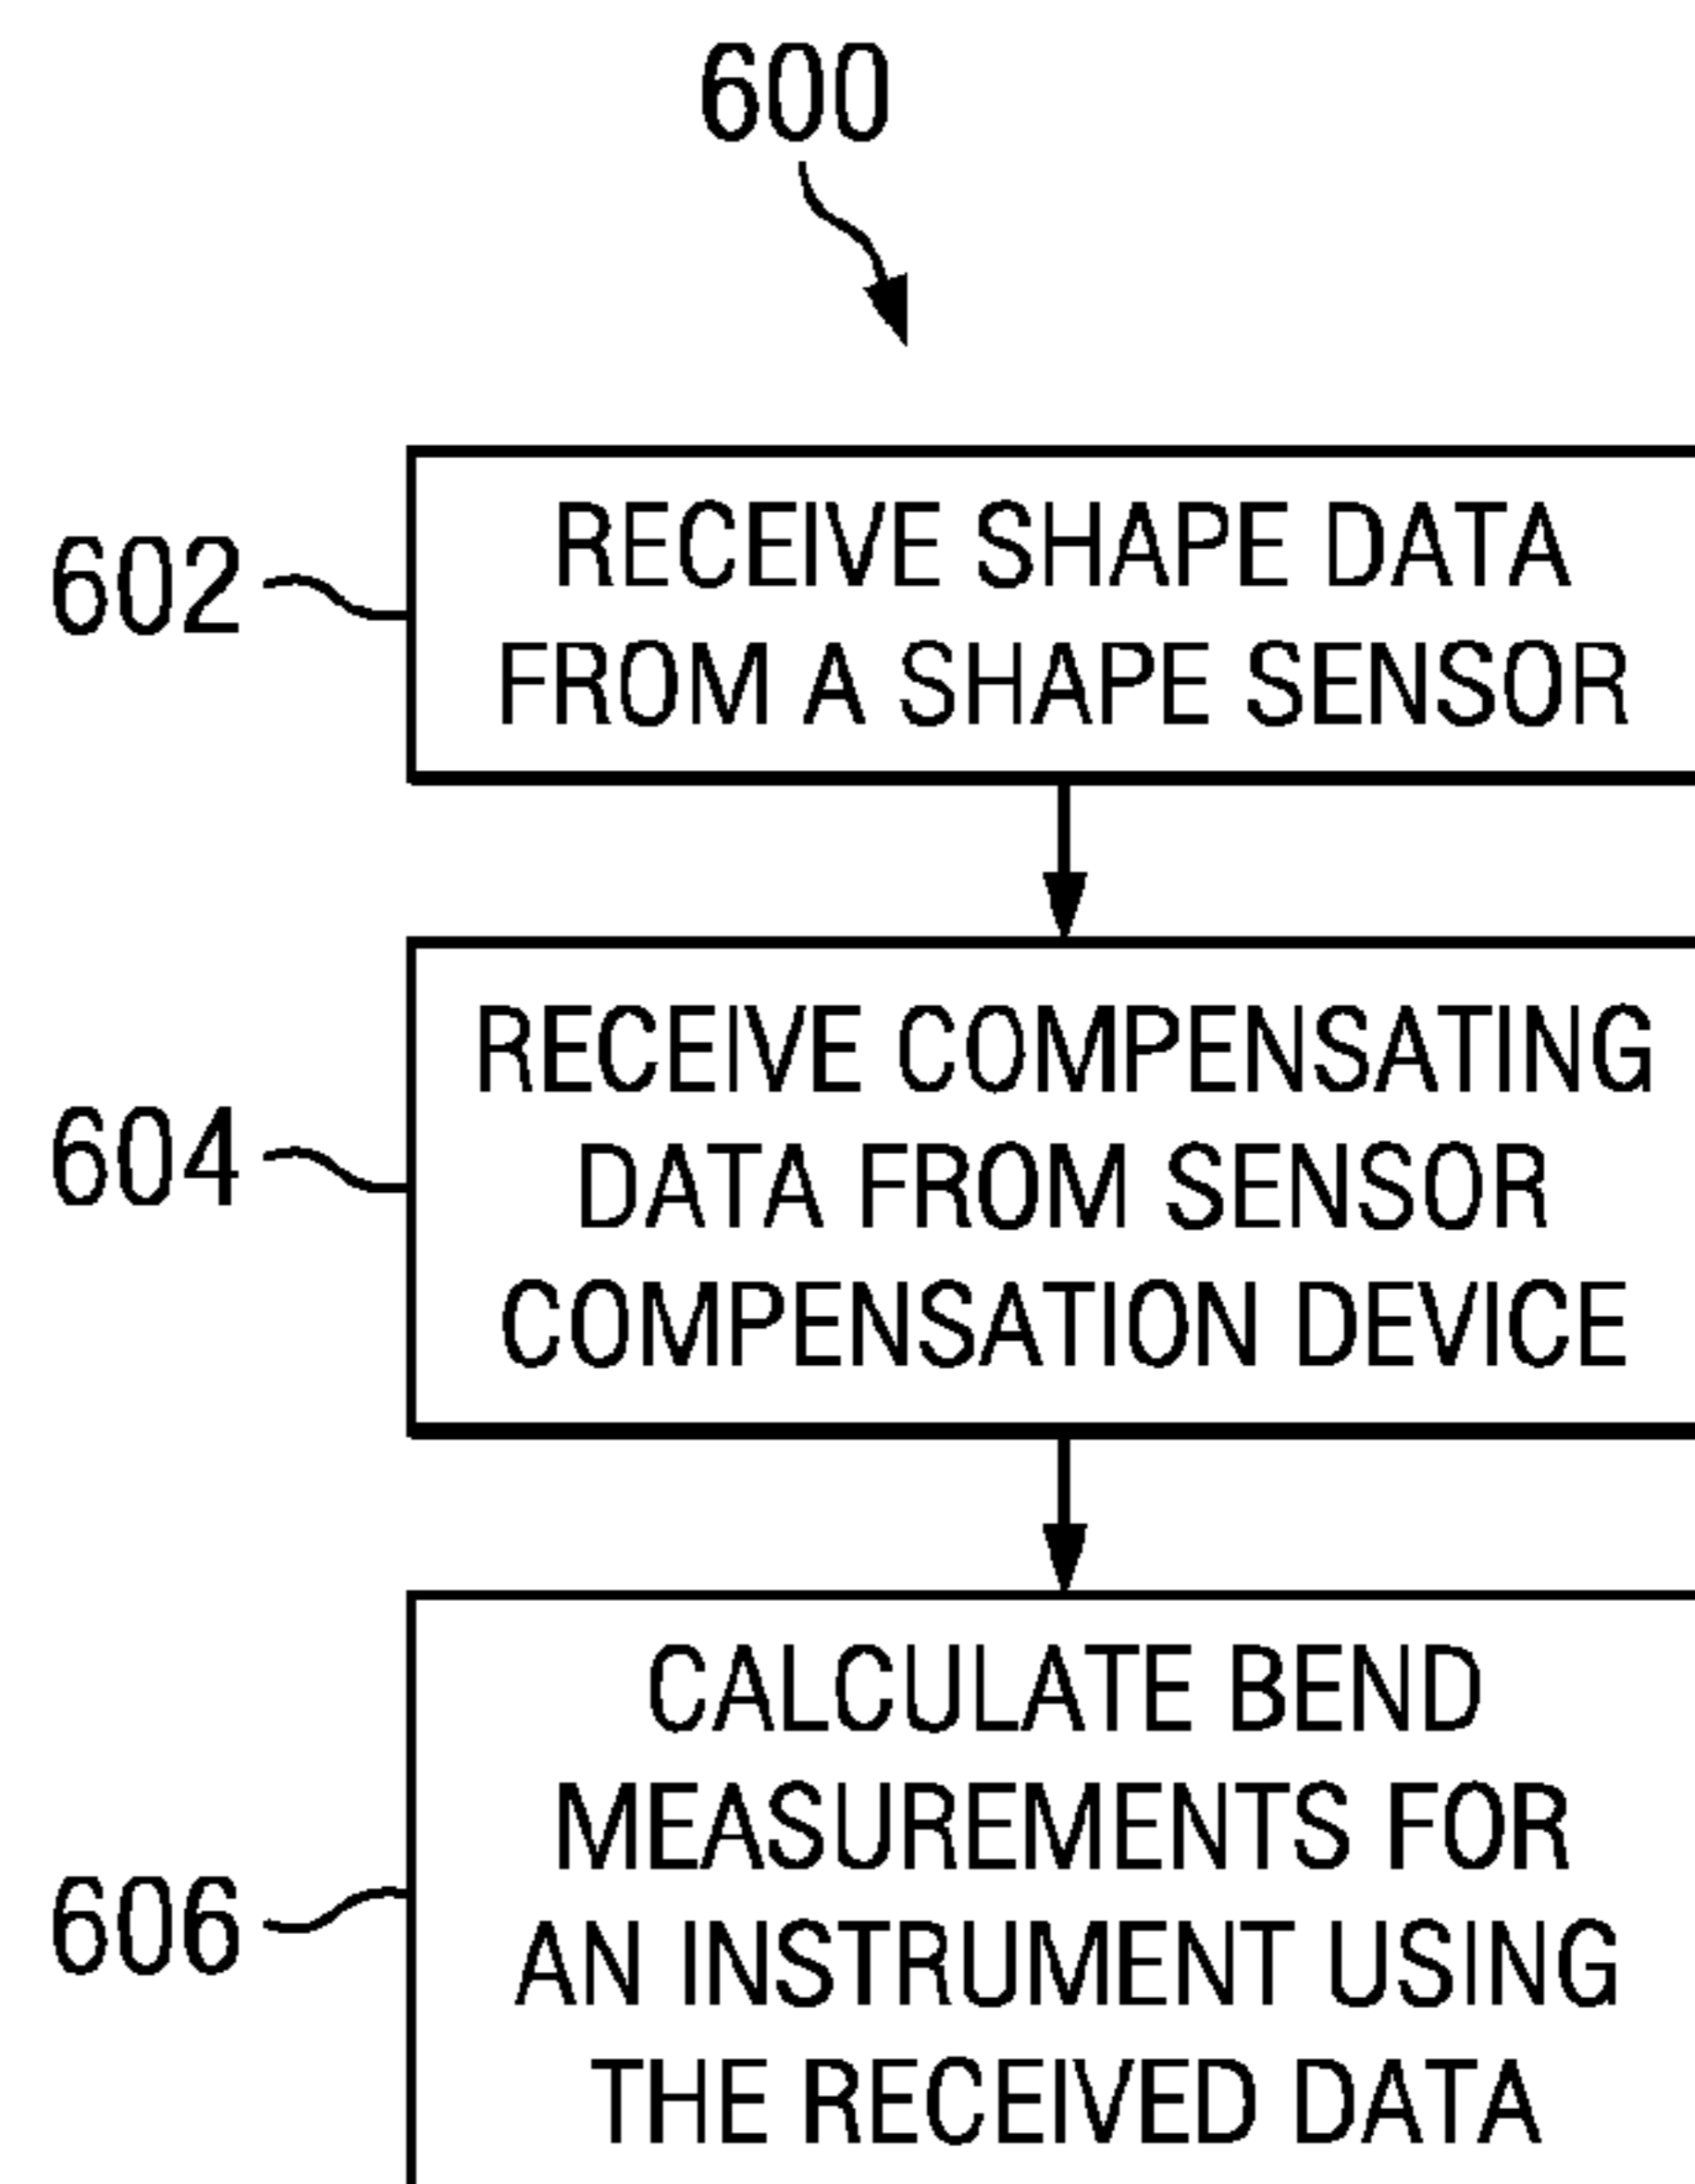 600
602
RECEIVE SHAPE DATA
FROM A SHAPE SENSOR
604
RECEIVE COMPENSATING
DATA FROM SENSOR
COMPENSATION DEVICE
606
CALCULATE BEND
MEASUREMENTS FOR
AN INSTRUMENT USING
THE RECEIVED DATA